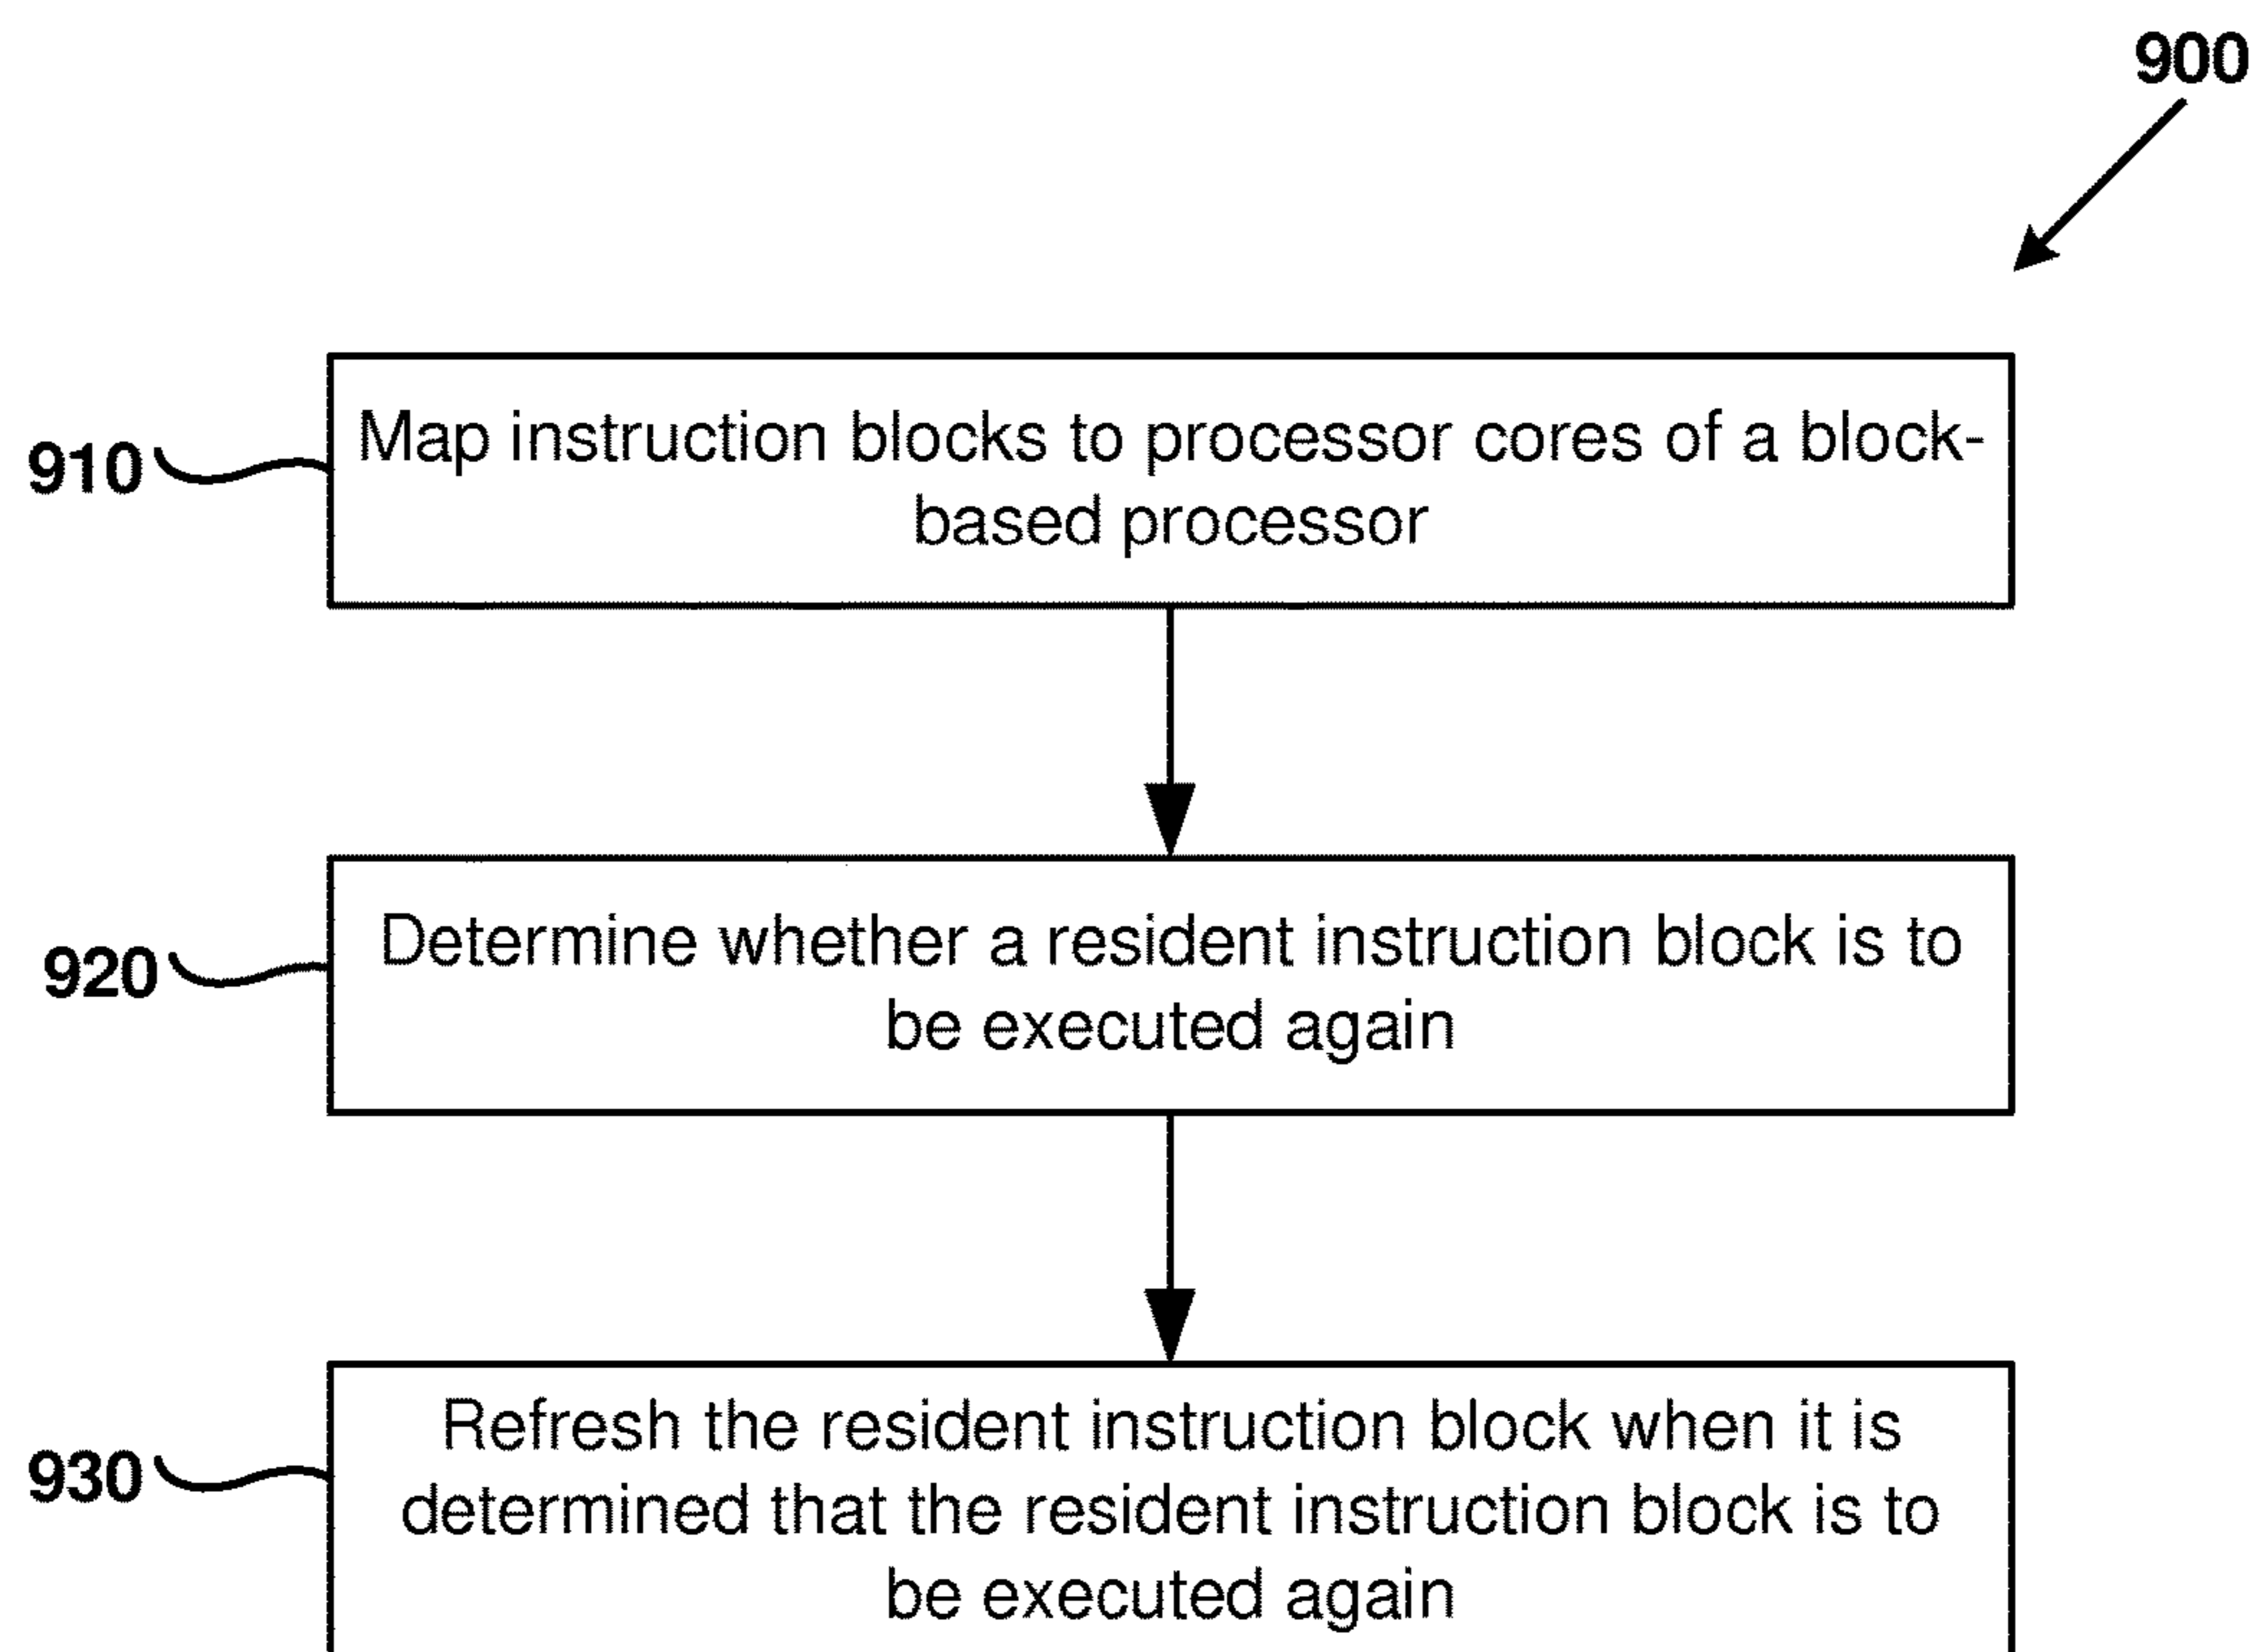 900
910
Map instruction blocks to processor cores of a block-
based processor
920
Determine whether a resident instruction block is to
be executed again
930
Refresh the resident instruction block when it is
determined that the resident instruction block is to
be executed again